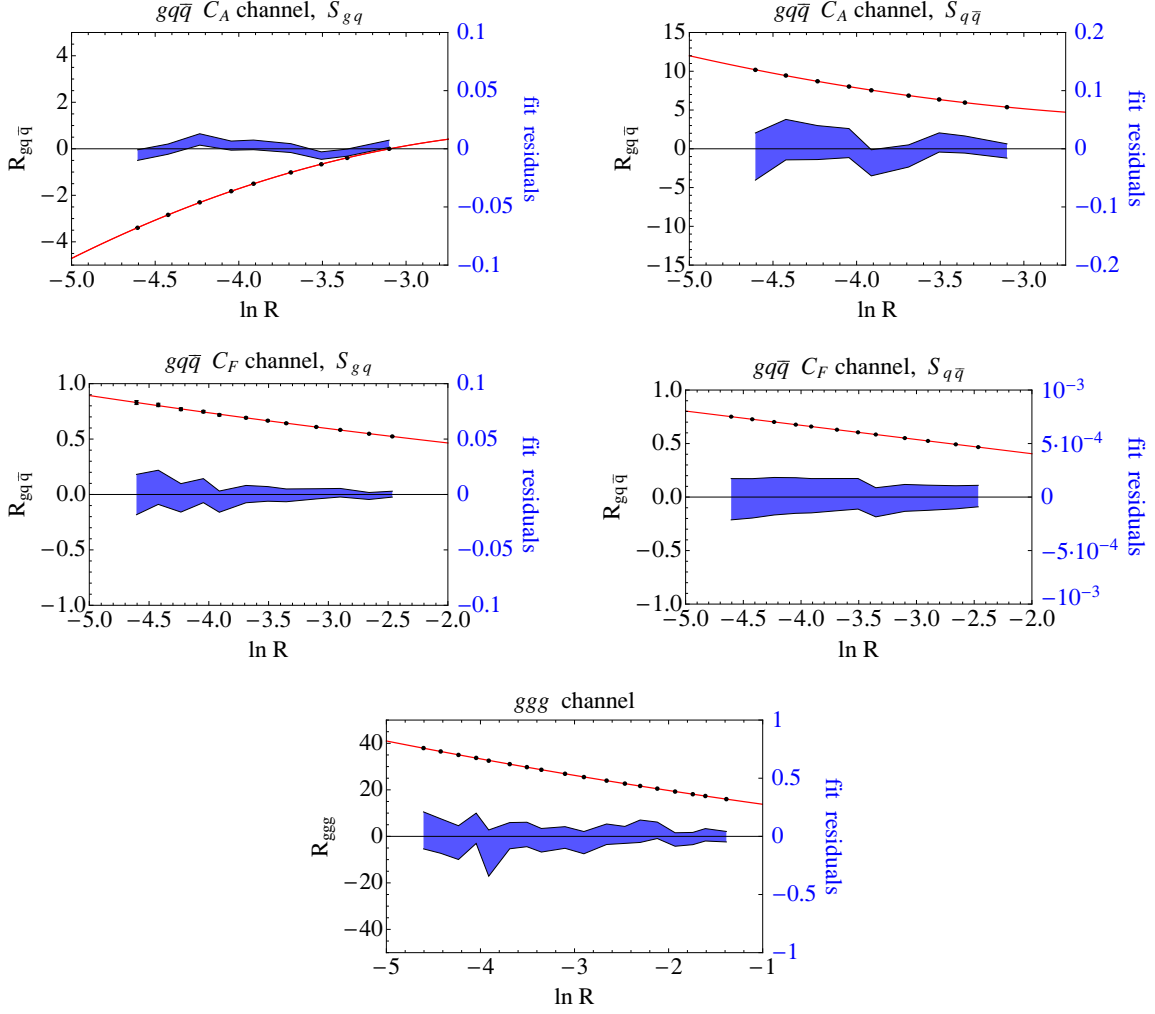 gqq̄ C_A channel, S_gq
4
2
0
−2
−4
0.1
0.05
0
−0.05
−0.1
−5.0 −4.5 −4.0 −3.5 −3.0
R_gqq̄
fit residuals
ln R
gqq̄ C_A channel, S_qq̄
15
10
5
0
−5
−10
−15
0.2
0.1
0
−0.1
−0.2
−5.0 −4.5 −4.0 −3.5 −3.0
R_gqq̄
fit residuals
ln R
gqq̄ C_F channel, S_gq
1.0
0.5
0.0
−0.5
−1.0
0.1
0.05
0
−0.05
−0.1
−5.0 −4.5 −4.0 −3.5 −3.0 −2.5 −2.0
R_gqq̄
fit residuals
ln R
gqq̄ C_F channel, S_qq̄
1.0
0.5
0.0
−0.5
−1.0
10⁻³
5·10⁻⁴
0
−5·10⁻⁴
−10⁻³
−5.0 −4.5 −4.0 −3.5 −3.0 −2.5 −2.0
R_gqq̄
fit residuals
ln R
ggg channel
40
20
0
−20
−40
1
0.5
0
−0.5
−1
−5 −4 −3 −2 −1
R_ggg
fit residuals
ln R